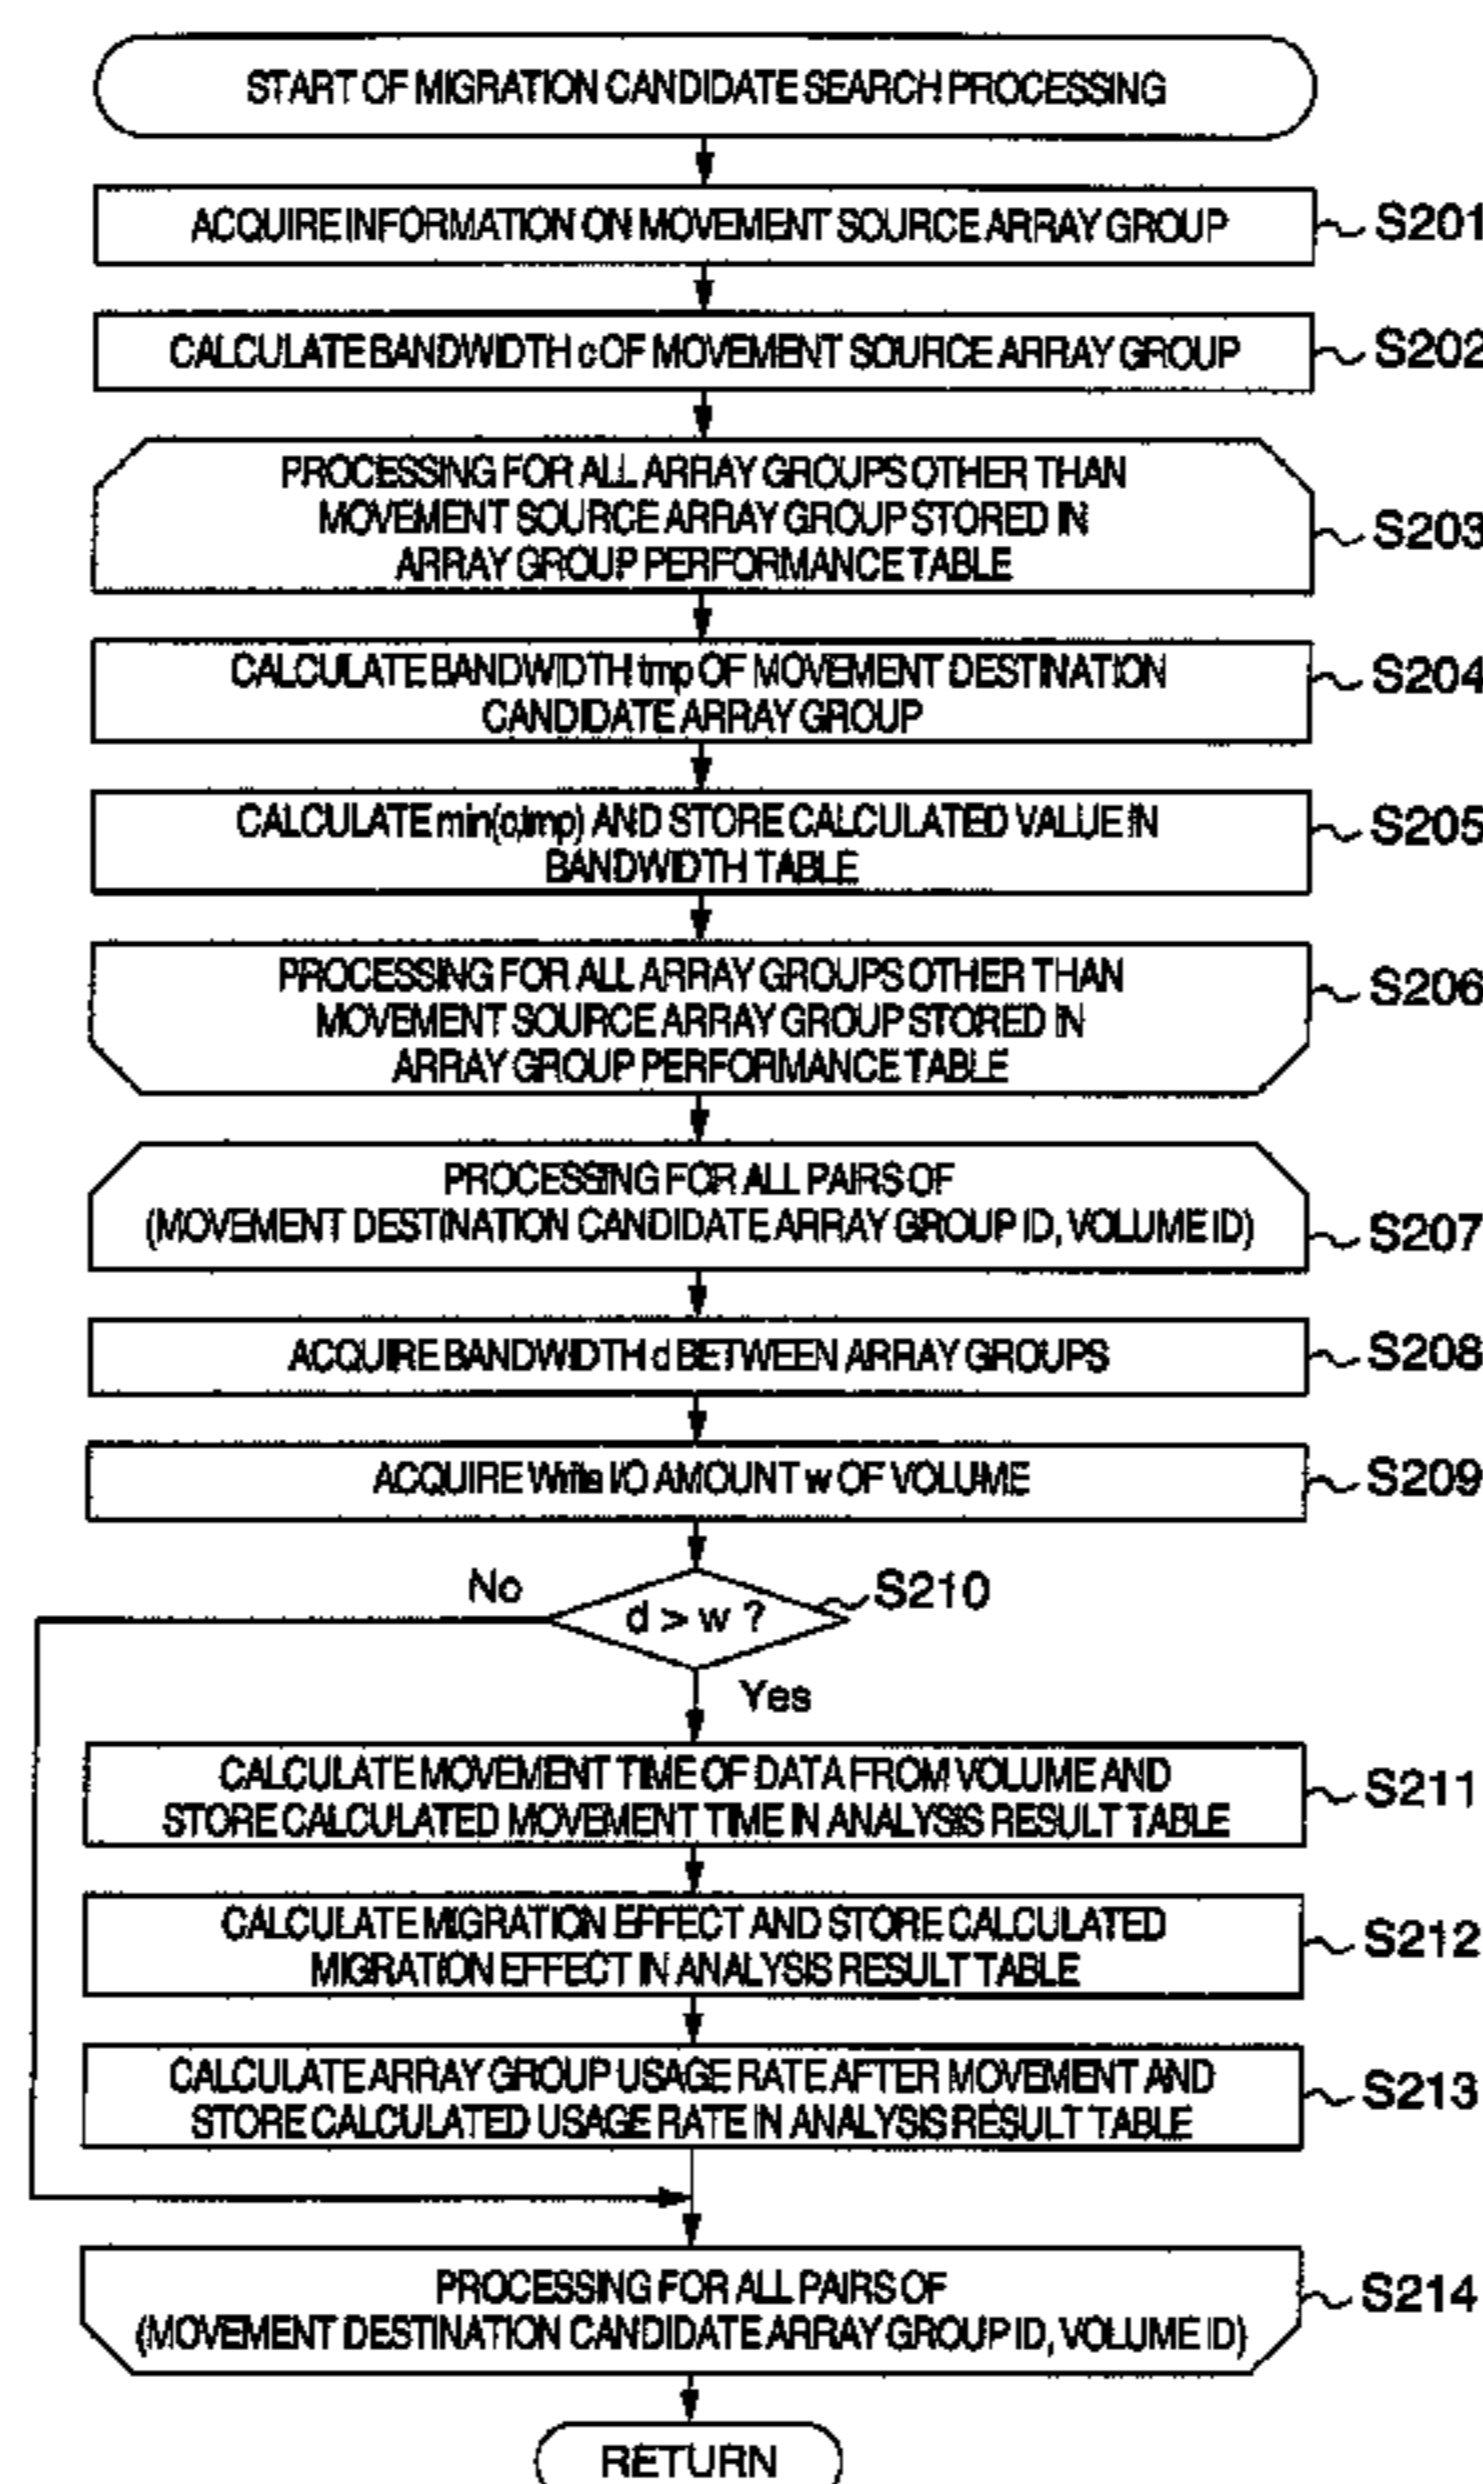 START OF MIGRATION CANDIDATE SEARCH PROCESSING
ACQUIRE INFORMATION ON MOVEMENT SOURCE ARRAY GROUP
S201
CALCULATE BANDWIDTH c OF MOVEMENT SOURCE ARRAY GROUP
S202
PROCESSING FOR ALL ARRAY GROUPS OTHER THAN
MOVEMENT SOURCE ARRAY GROUP STORED IN
ARRAY GROUP PERFORMANCE TABLE
S203
CALCULATE BANDWIDTH tmp OF MOVEMENT DESTINATION
CANDIDATE ARRAY GROUP
S204
CALCULATE min(c,tmp) AND STORE CALCULATED VALUE IN
BANDWIDTH TABLE
S205
PROCESSING FOR ALL ARRAY GROUPS OTHER THAN
MOVEMENT SOURCE ARRAY GROUP STORED IN
ARRAY GROUP PERFORMANCE TABLE
S206
PROCESSING FOR ALL PAIRS OF
(MOVEMENT DESTINATION CANDIDATE ARRAY GROUP ID, VOLUME ID)
S207
ACQUIRE BANDWIDTH d BETWEEN ARRAY GROUPS
S208
ACQUIRE Write I/O AMOUNT w OF VOLUME
S209
No
d > w ?
S210
Yes
CALCULATE MOVEMENT TIME OF DATA FROM VOLUME AND
STORE CALCULATED MOVEMENT TIME IN ANALYSIS RESULT TABLE
S211
CALCULATE MIGRATION EFFECT AND STORE CALCULATED
MIGRATION EFFECT IN ANALYSIS RESULT TABLE
S212
CALCULATE ARRAY GROUP USAGE RATE AFTER MOVEMENT AND
STORE CALCULATED USAGE RATE IN ANALYSIS RESULT TABLE
S213
PROCESSING FOR ALL PAIRS OF
(MOVEMENT DESTINATION CANDIDATE ARRAY GROUP ID, VOLUME ID)
S214
RETURN